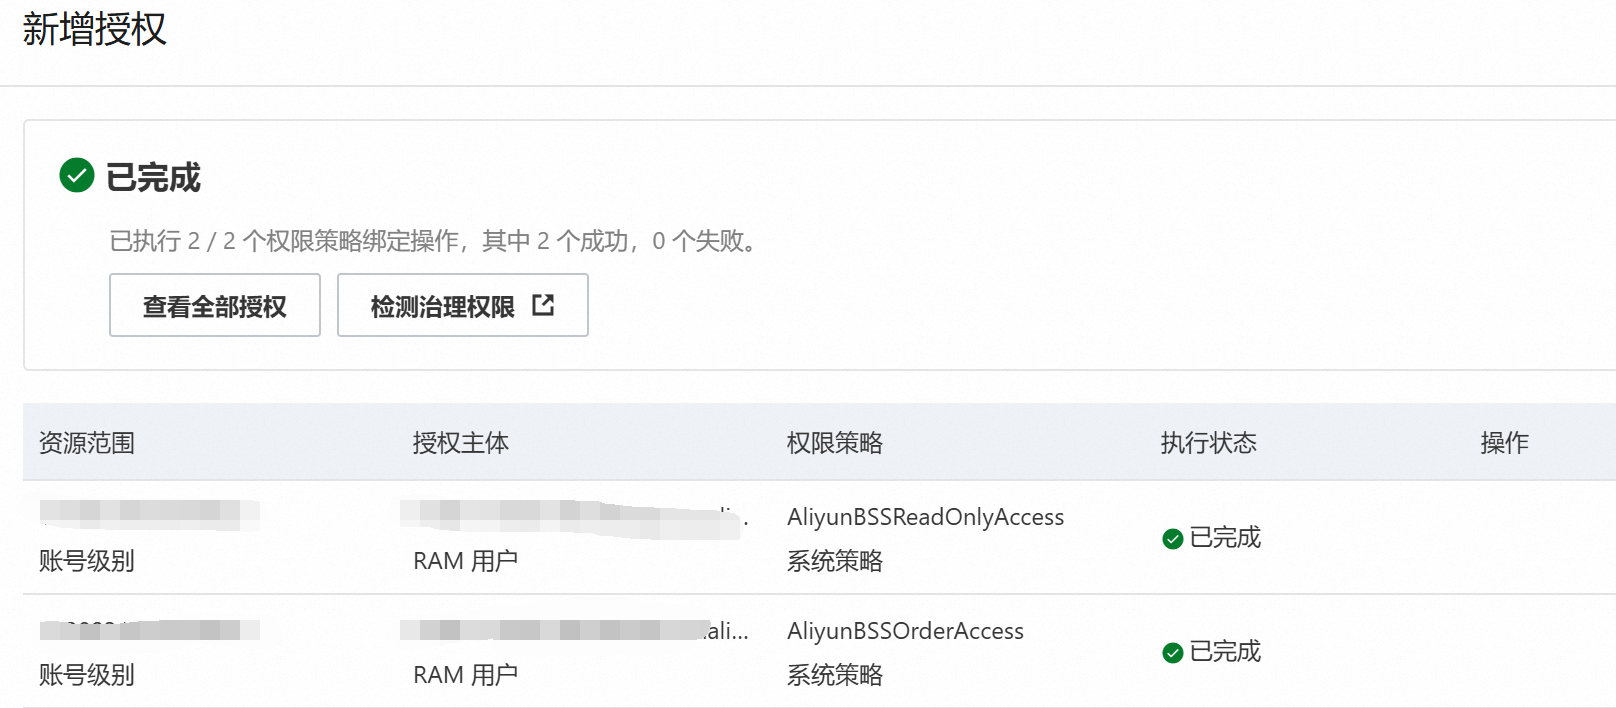 新增授权
已完成
已执行 2 / 2 个权限策略绑定操作，其中 2 个成功，0 个失败。
查看全部授权 检测治理权限
资源范围 授权主体 权限策略 执行状态 操作
AliyunBSSReadOnlyAccess 已完成
账号级别 RAM 用户 系统策略
ali... AliyunBSSOrderAccess 已完成
账号级别 RAM 用户 系统策略